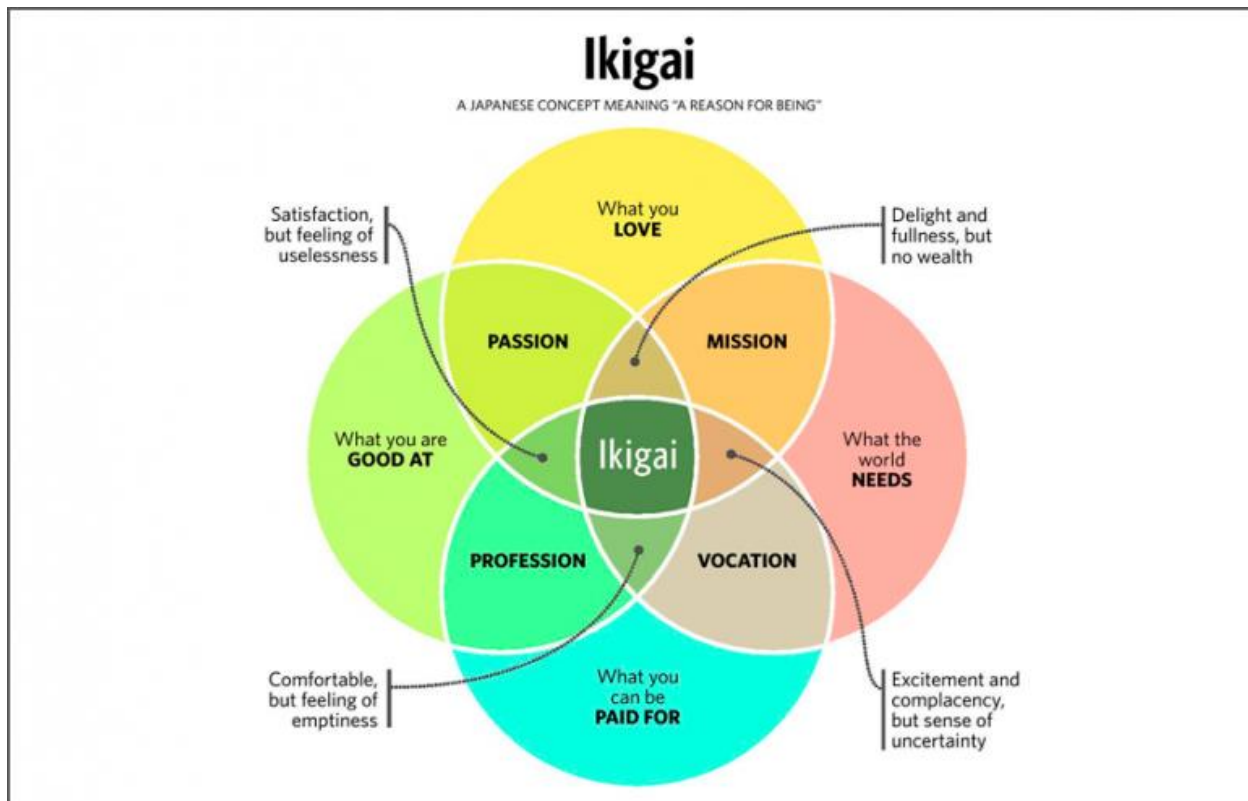 Ikigai
A JAPANESE CONCEPT MEANING "A REASON FOR BEING"
Satisfaction,
but feeling of
uselessness
What you
LOVE
Delight and
fullness, but
no wealth
PASSION
MISSION
What you are
GOOD AT
Ikigai
What the
world
NEEDS
PROFESSION
VOCATION
Comfortable,
but feeling of
emptiness
What you
can be
PAID FOR
Excitement and
complacency,
but sense of
uncertainty